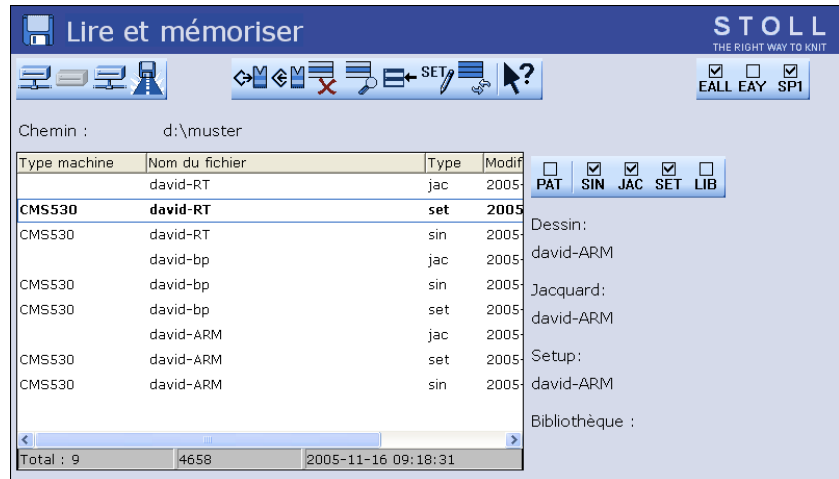 Lire et mémoriser
STOLL
THE RIGHT WAY TO KNIT
SET
?
EALL EAY SP1
Chemin : d:\muster
Type machine Nom du fichier Type Modif
david-RT jac 2005-
CMS530 david-RT set 2005
CMS530 david-RT sin 2005-
david-bp jac 2005-
CMS530 david-bp sin 2005-
CMS530 david-bp set 2005-
david-ARM jac 2005-
CMS530 david-ARM set 2005-
CMS530 david-ARM sin 2005-
Total : 9 4658 2005-11-16 09:18:31
PAT SIN JAC SET LIB
Dessin:
david-ARM
Jacquard:
david-ARM
Setup:
david-ARM
Bibliothèque :